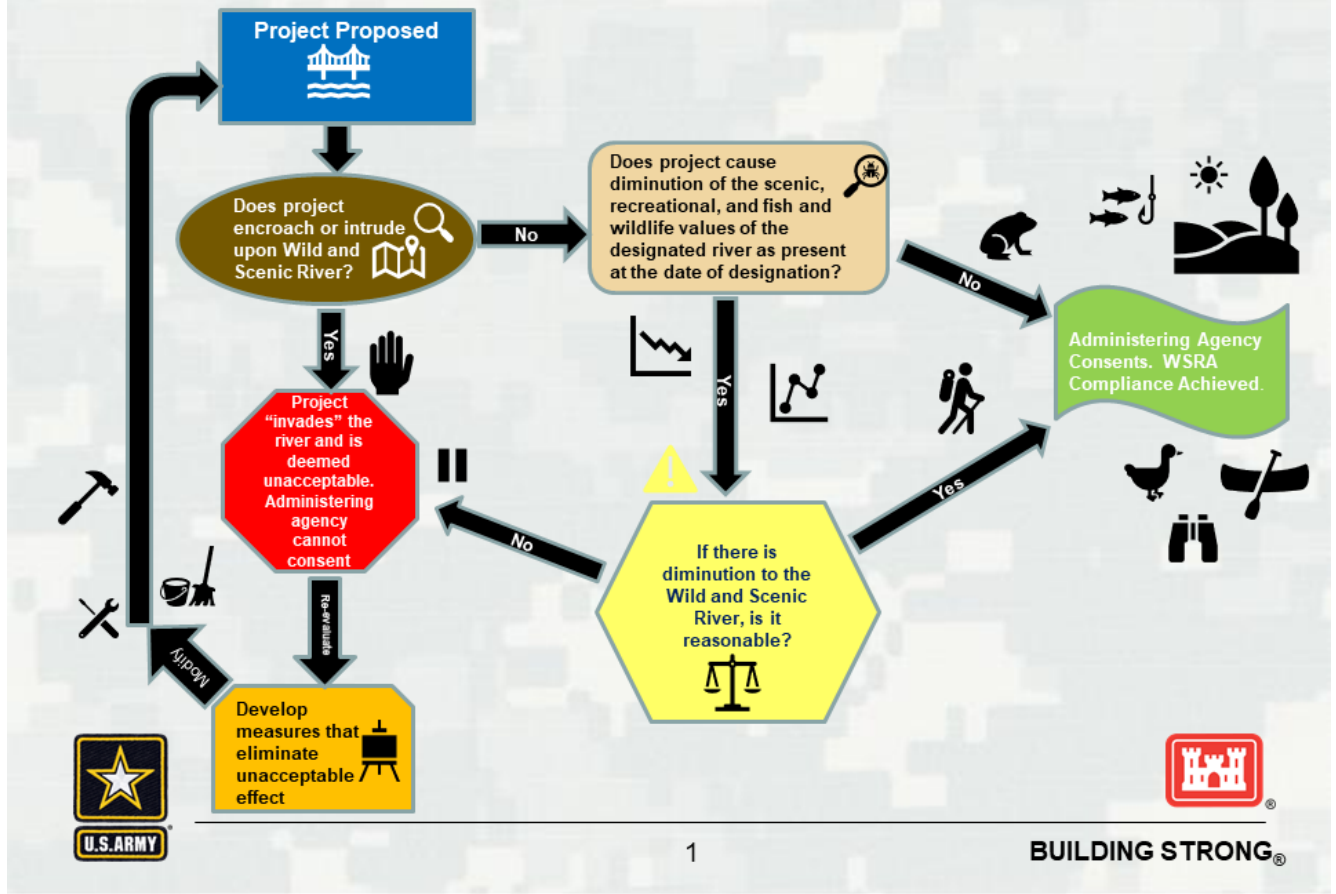 Project Proposed
Does project
encroach or intrude
upon Wild and
Scenic River?
No
Does project cause
diminution of the scenic,
recreational, and fish and
wildlife values of the
designated river as present
at the date of designation?
No
Administering Agency
Consents. WSRA
Compliance Achieved.
Yes
Yes
Project
“invades” the
river and is
deemed
unacceptable.
Administering
agency
cannot
consent
No
Yes
If there is
diminution to the
Wild and Scenic
River, is it
reasonable?
Re-evaluate
Modify
Develop
measures that
eliminate
unacceptable
effect
U.S.ARMY
1
BUILDING STRONG®